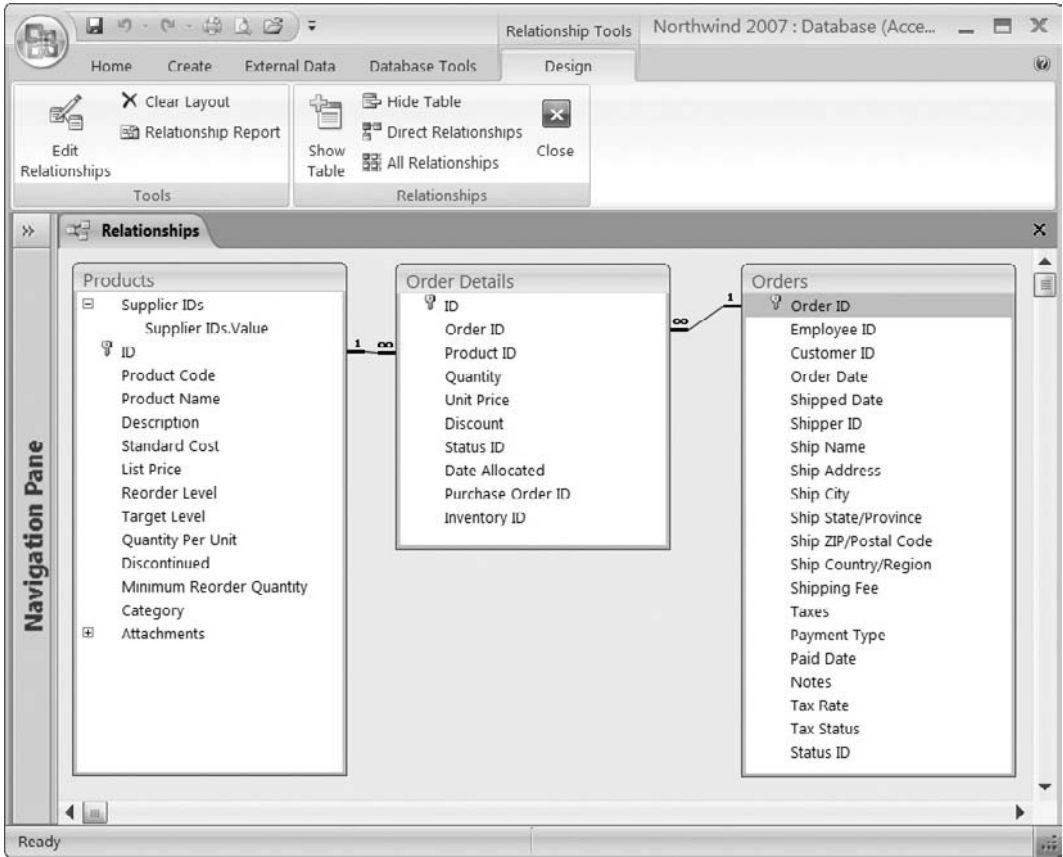 Relationship Tools
Northwind 2007 : Database (Acce...
Home Create External Data Database Tools Design
Clear Layout
Relationship Report
Edit Relationships
Tools
Show Table
Hide Table
Direct Relationships
All Relationships
Close
Relationships
Relationships
Navigation Pane
Products
Supplier IDs
Supplier IDs.Value
ID
Product Code
Product Name
Description
Standard Cost
List Price
Reorder Level
Target Level
Quantity Per Unit
Discontinued
Minimum Reorder Quantity
Category
Attachments
1 ∞
Order Details
ID
Order ID
Product ID
Quantity
Unit Price
Discount
Status ID
Date Allocated
Purchase Order ID
Inventory ID
∞ 1
Orders
Order ID
Employee ID
Customer ID
Order Date
Shipped Date
Shipper ID
Ship Name
Ship Address
Ship City
Ship State/Province
Ship ZIP/Postal Code
Ship Country/Region
Shipping Fee
Taxes
Payment Type
Paid Date
Notes
Tax Rate
Tax Status
Status ID
Ready